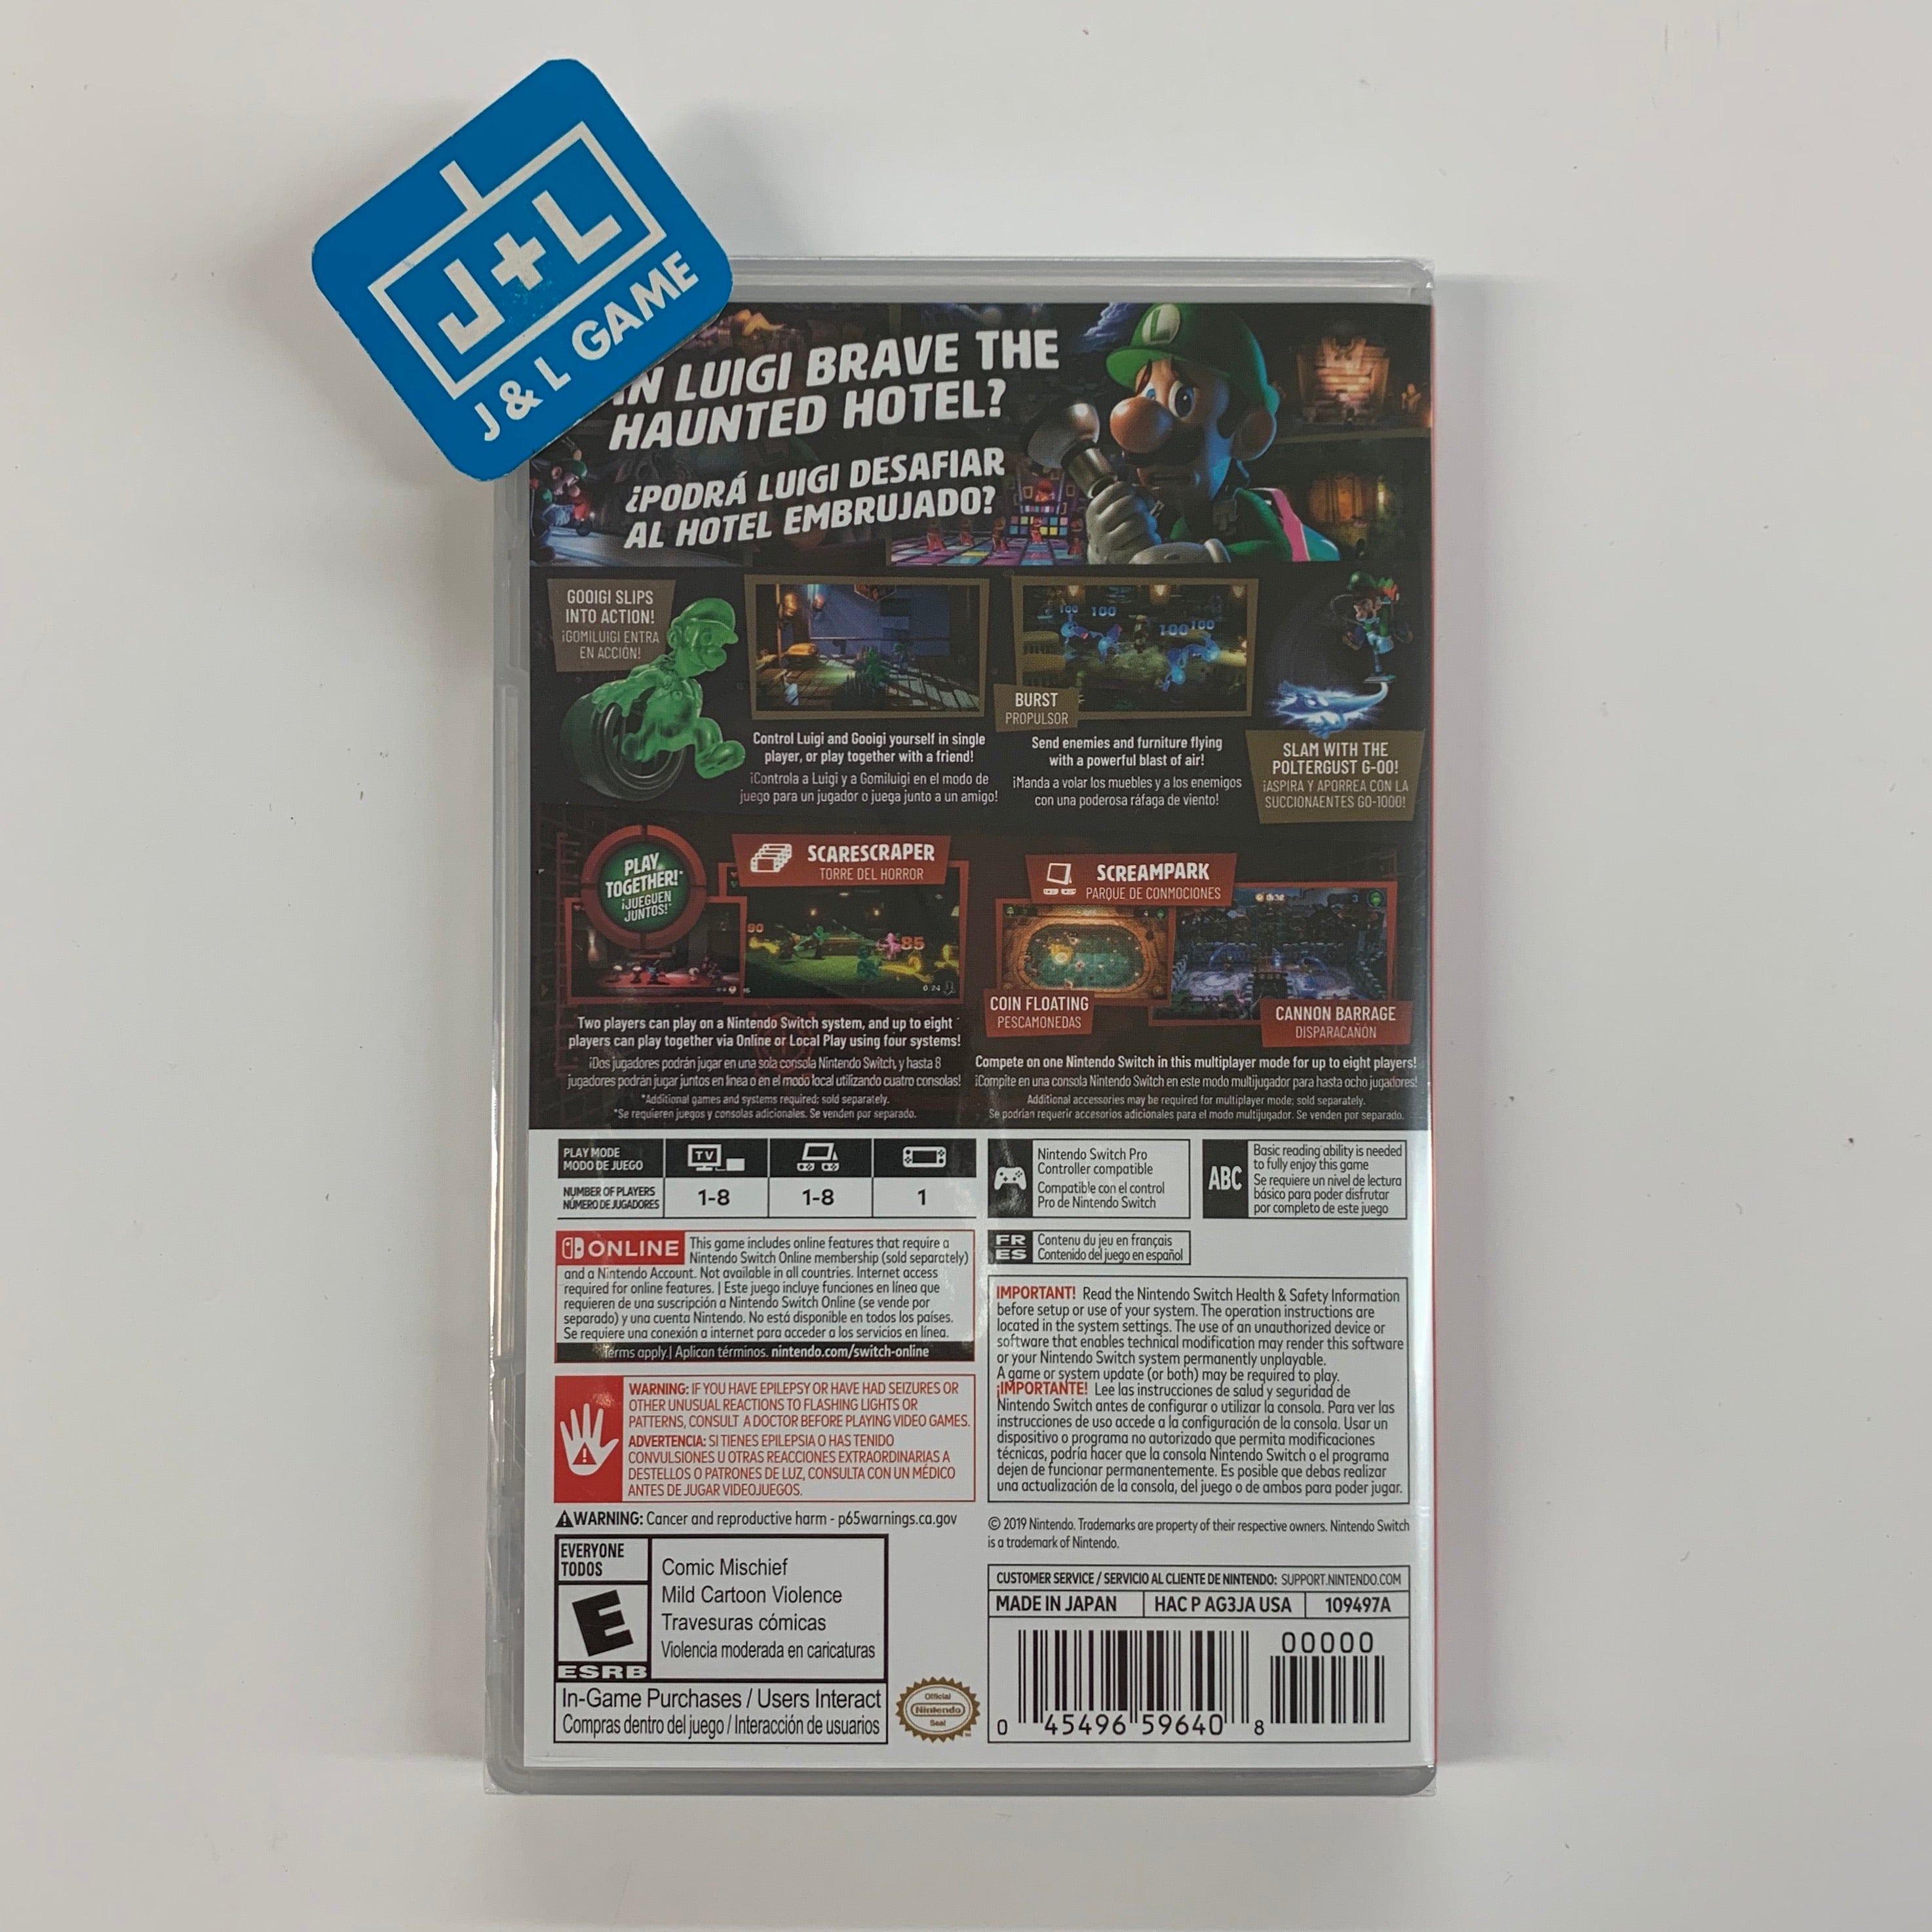 J+L
J & L GAME
IN LUIGI BRAVE THE
HAUNTED HOTEL?
¿PODRÁ LUIGI DESAFIAR
AL HOTEL EMBRUJADO?
L
GOOIGI SLIPS
INTO ACTION!
¡GOMILUIGI ENTRA
EN ACCIÓN!
Control Luigi and Gooigi yourself in single
player, or play together with a friend!
¡Controla a Luigi y a Gomiluigi en el modo de
juego para un jugador o juega junto a un amigo!
100 100
100 100
BURST
PROPULSOR
Send enemies and furniture flying
with a powerful blast of air!
¡Manda a volar los muebles y a los enemigos
con una poderosa ráfaga de viento!
SLAM WITH THE
POLTERGUST G-00!
¡ASPIRA Y APORREA CON LA
SUCCIONAENTES GO-1000!
PLAY
TOGETHER!*
¡JUEGUEN
JUNTOS!*
SCARESCRAPER
TORRE DEL HORROR
80
85
Two players can play on a Nintendo Switch system, and up to eight
players can play together via Online or Local Play using four systems!
¡Dos jugadores podrán jugar en una sola consola Nintendo Switch, y hasta 8
jugadores podrán jugar juntos en línea o en el modo local utilizando cuatro consolas!
*Additional games and systems required; sold separately.
*Se requieren juegos y consolas adicionales. Se venden por separado.
SCREAMPARK
PARQUE DE CONMOCIONES
COIN FLOATING
PESCAMONEDAS
CANNON BARRAGE
DISPARACAÑÓN
Compete on one Nintendo Switch in this multiplayer mode for up to eight players!
¡Compite en una consola Nintendo Switch en este modo multijugador para hasta ocho jugadores!
Additional accessories may be required for multiplayer mode; sold separately.
Se podrían requerir accesorios adicionales para el modo multijugador. Se venden por separado.
PLAY MODE
MODO DE JUEGO
TV
NUMBER OF PLAYERS
NÚMERO DE JUGADORES
1-8
1-8
1
Nintendo Switch Pro
Controller compatible
Compatible con el control
Pro de Nintendo Switch
ABC
Basic reading ability is needed
to fully enjoy this game
Se requiere un nivel de lectura
básico para poder disfrutar
por completo de este juego
FR Contenu du jeu en français
ES Contenido del juego en español
ONLINE This game includes online features that require a
Nintendo Switch Online membership (sold separately)
and a Nintendo Account. Not available in all countries. Internet access
required for online features. | Este juego incluye funciones en línea que
requieren de una suscripción a Nintendo Switch Online (se vende por
separado) y una cuenta Nintendo. No está disponible en todos los países.
Se requiere una conexión a internet para acceder a los servicios en línea.
Terms apply.| Aplican términos. nintendo.com/switch-online
WARNING: IF YOU HAVE EPILEPSY OR HAVE HAD SEIZURES OR
OTHER UNUSUAL REACTIONS TO FLASHING LIGHTS OR
PATTERNS, CONSULT A DOCTOR BEFORE PLAYING VIDEO GAMES.
ADVERTENCIA: SI TIENES EPILEPSIA O HAS TENIDO
CONVULSIONES U OTRAS REACCIONES EXTRAORDINARIAS A
DESTELLOS O PATRONES DE LUZ, CONSULTA CON UN MÉDICO
ANTES DE JUGAR VIDEOJUEGOS.
WARNING: Cancer and reproductive harm - p65warnings.ca.gov
IMPORTANT! Read the Nintendo Switch Health & Safety Information
before setup or use of your system. The operation instructions are
located in the system settings. The use of an unauthorized device or
software that enables technical modification may render this software
or your Nintendo Switch system permanently unplayable.
A game or system update (or both) may be required to play.
¡IMPORTANTE! Lee las instrucciones de salud y seguridad de
Nintendo Switch antes de configurar o utilizar la consola. Para ver las
instrucciones de uso accede a la configuración de la consola. Usar un
dispositivo o programa no autorizado que permita modificaciones
técnicas, podría hacer que la consola Nintendo Switch o el programa
dejen de funcionar permanentemente. Es posible que debas realizar
una actualización de la consola, del juego o de ambos para poder jugar.
© 2019 Nintendo. Trademarks are property of their respective owners. Nintendo Switch
is a trademark of Nintendo.
EVERYONE
TODOS
E
ESRB
Comic Mischief
Mild Cartoon Violence
Travesuras cómicas
Violencia moderada en caricaturas
In-Game Purchases / Users Interact
Compras dentro del juego / Interacción de usuarios
Official
Nintendo
Seal
CUSTOMER SERVICE / SERVICIO AL CLIENTE DE NINTENDO: SUPPORT.NINTENDO.COM
MADE IN JAPAN HAC P AG3JA USA 109497A
00000
0 45496 59640 8